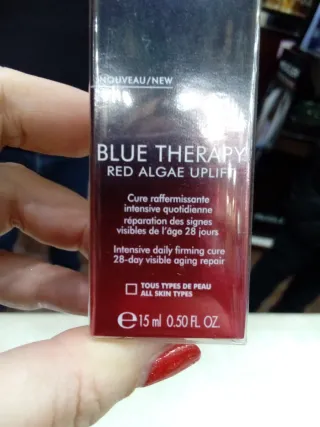 NOUVEAU/NEW
BLUE THERAPY
RED ALGAE UPLIFT
Cure raffermissante
intensive quotidienne
réparation des signes
visibles de l'âge 28 jours
Intensive daily firming cure
28-day visible aging repair
TOUS TYPES DE PEAU
ALL SKIN TYPES
e 15 ml 0.50 FL. OZ.